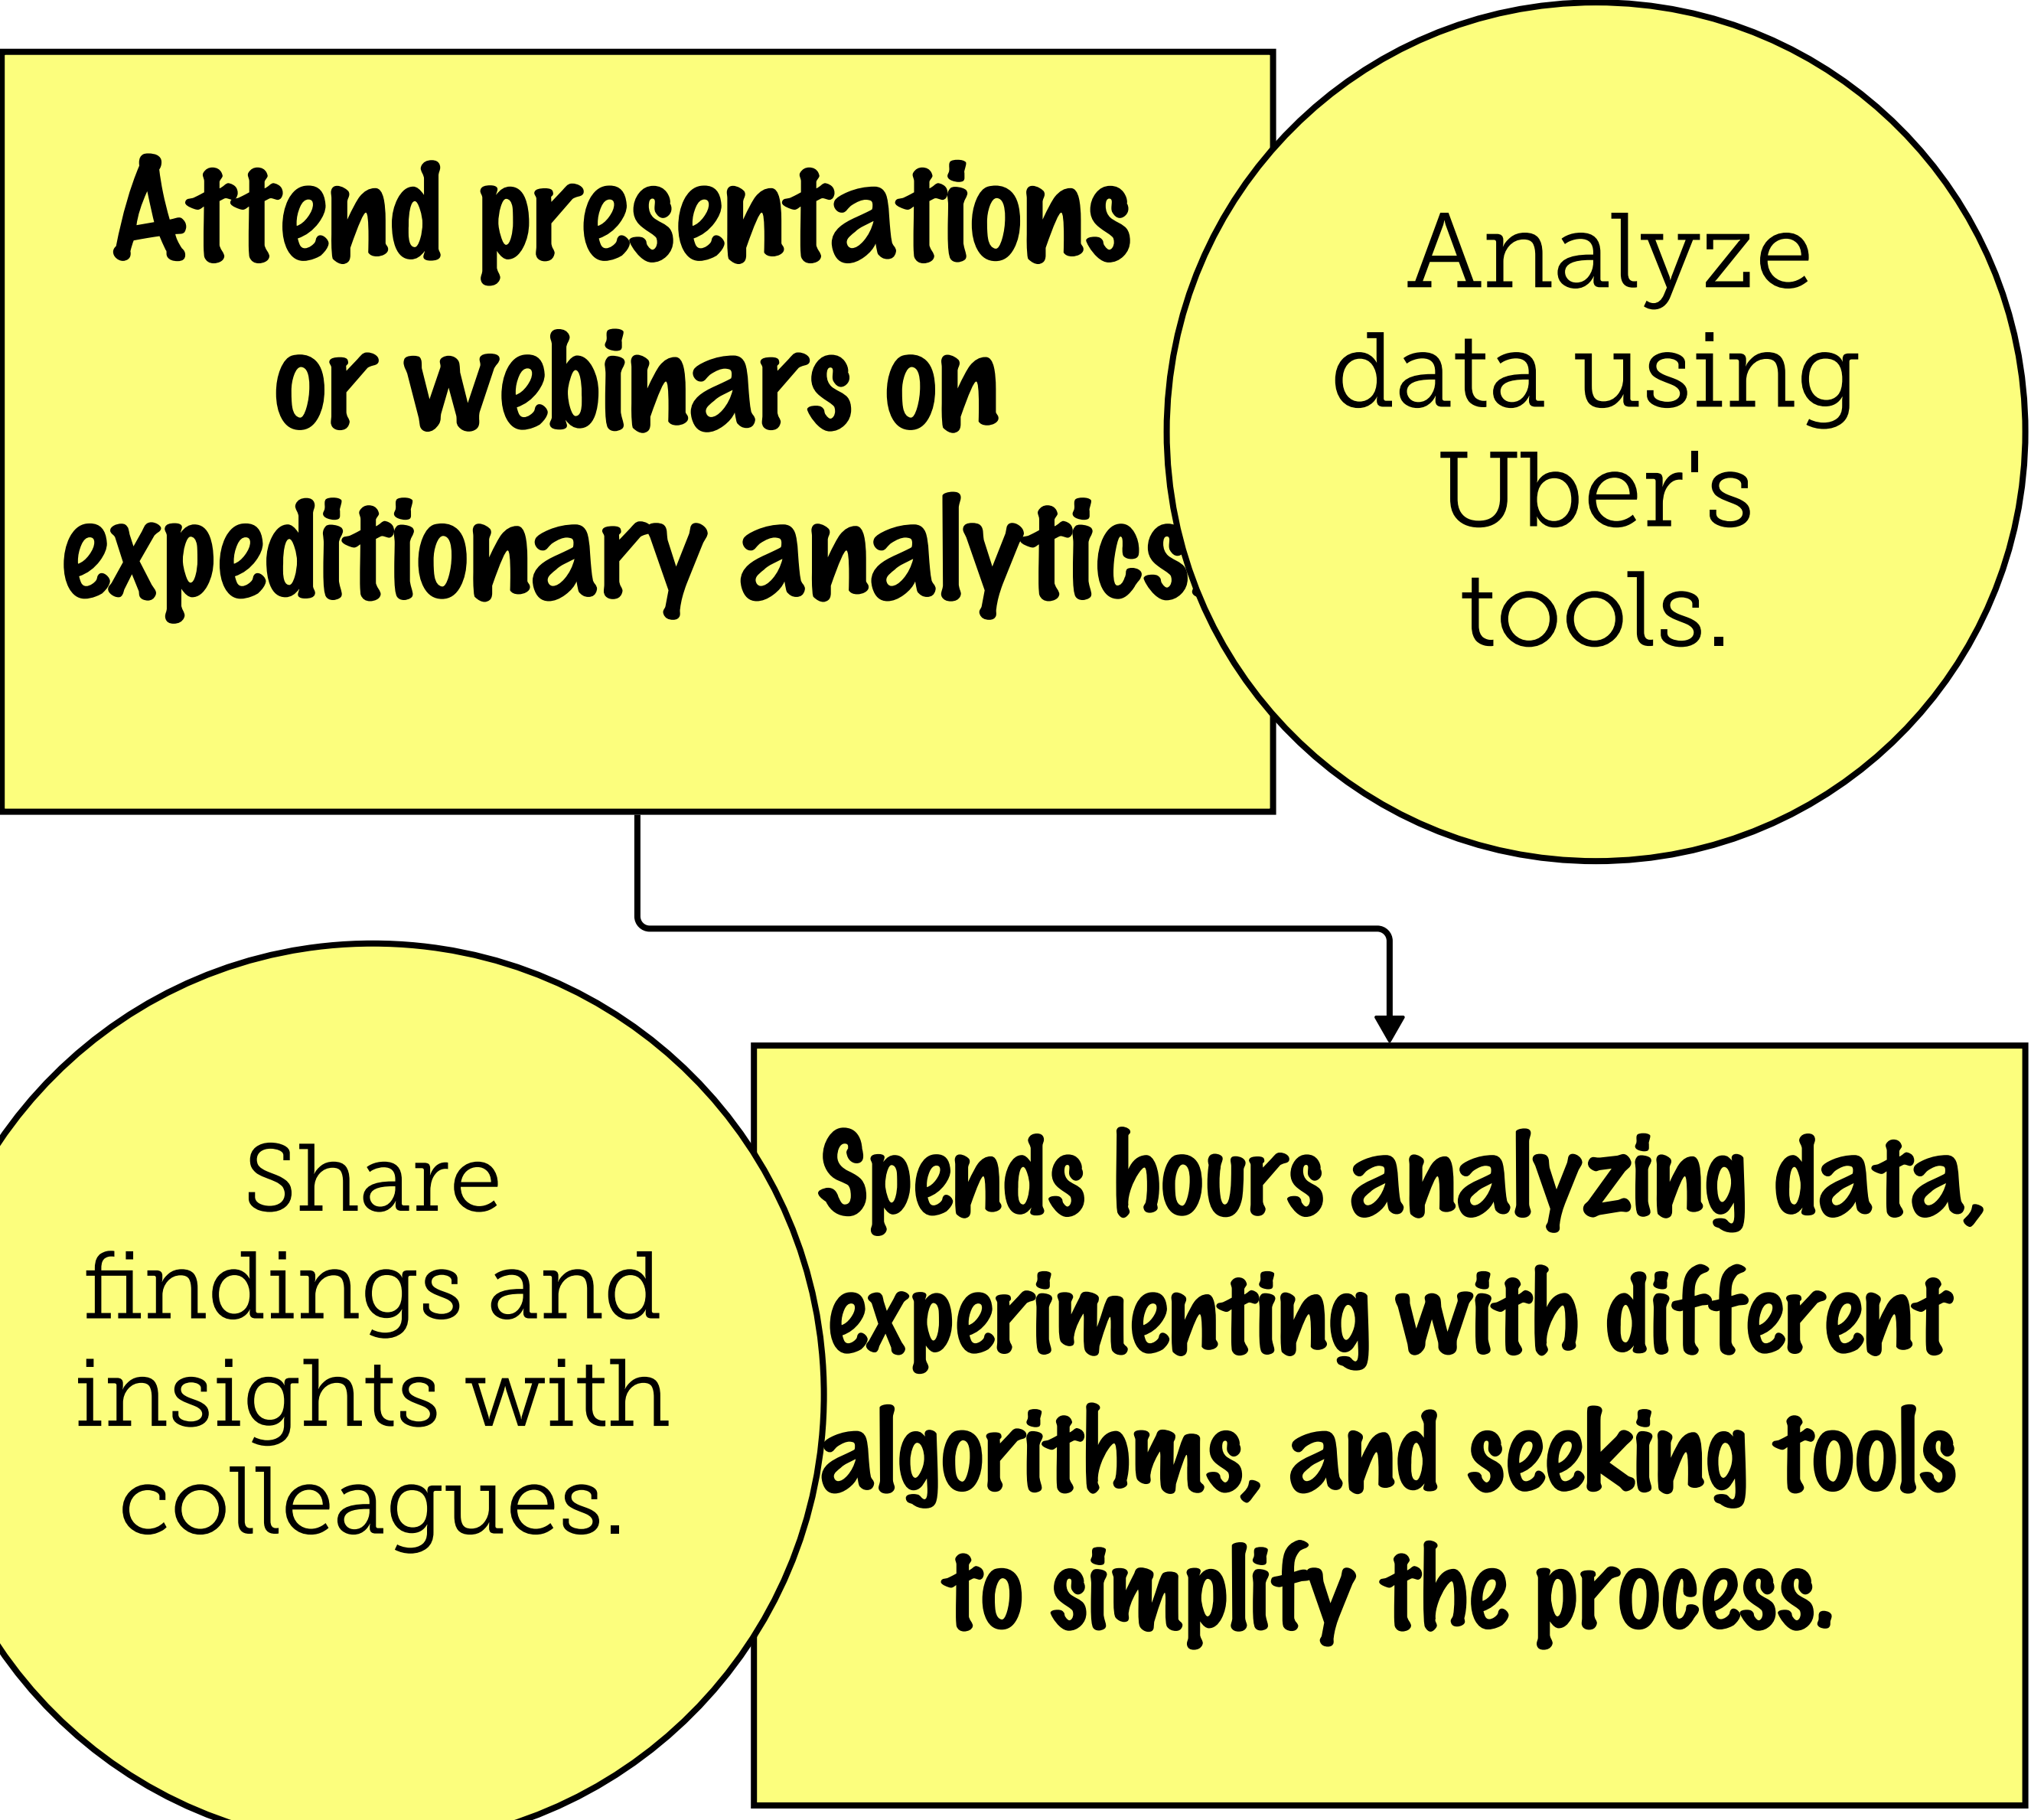 Attend presentations
or webinars on
expeditionary analytics.
Analyze
data using
Uber's
tools.
Share
findings and
insights with
colleagues.
Spends hours analyzing data,
experimenting with different
algorithms, and seeking tools
to simplify the process.